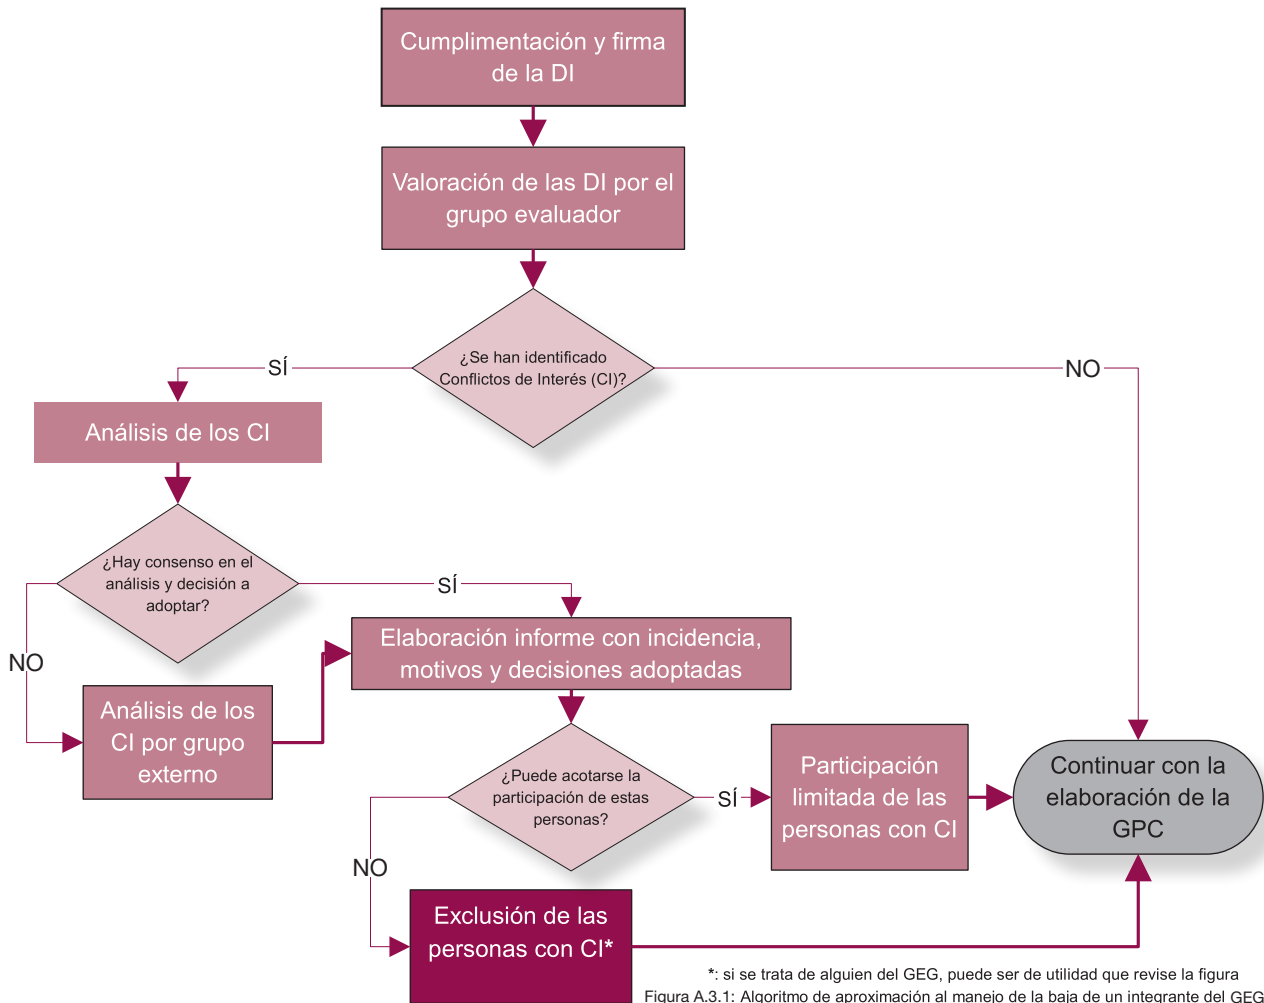 Cumplimentación y firma
de la DI
Valoración de las DI por el
grupo evaluador
¿Se han identificado
Conflictos de Interés (CI)?
SÍ
NO
Análisis de los CI
¿Hay consenso en el
análisis y decisión a
adoptar?
SÍ
NO
Elaboración informe con incidencia,
motivos y decisiones adoptadas
Análisis de los
CI por grupo
externo
¿Puede acotarse la
participación de estas
personas?
SÍ
NO
Participación
limitada de las
personas con CI
Continuar con la
elaboración de la
GPC
Exclusión de las
personas con CI*
*: si se trata de alguien del GEG, puede ser de utilidad que revise la figura
Figura A.3.1: Algoritmo de aproximación al manejo de la baja de un integrante del GEG